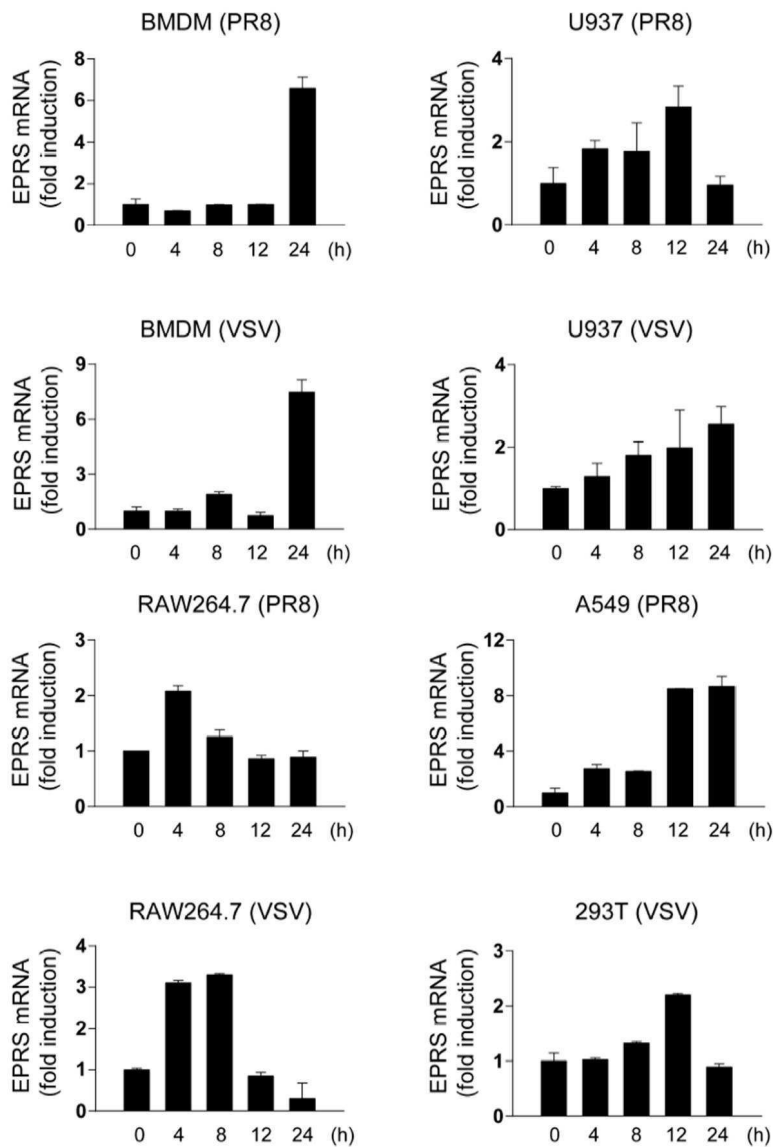 BMDM (PR8)
EPRS mRNA
(fold induction)
8
6
4
2
0
0 4 8 12 24 (h)
U937 (PR8)
EPRS mRNA
(fold induction)
4
2
0
0 4 8 12 24 (h)
BMDM (VSV)
EPRS mRNA
(fold induction)
9
6
3
0
0 4 8 12 24 (h)
U937 (VSV)
EPRS mRNA
(fold induction)
4
2
0
0 4 8 12 24 (h)
RAW264.7 (PR8)
EPRS mRNA
(fold induction)
3
2
1
0
0 4 8 12 24 (h)
A549 (PR8)
EPRS mRNA
(fold induction)
12
8
4
0
0 4 8 12 24 (h)
RAW264.7 (VSV)
EPRS mRNA
(fold induction)
4
3
2
1
0
0 4 8 12 24 (h)
293T (VSV)
EPRS mRNA
(fold induction)
3
2
1
0
0 4 8 12 24 (h)